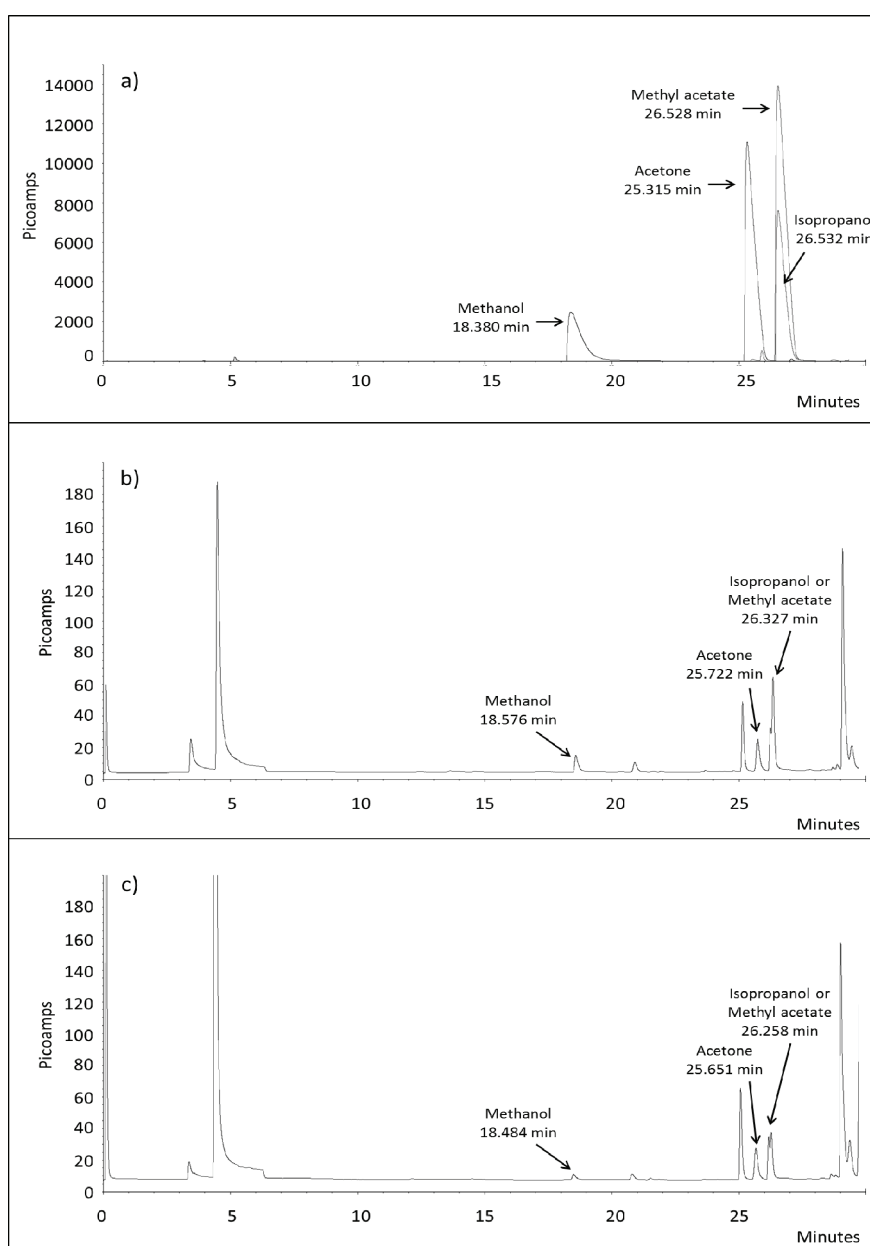 a)
14000
12000
10000
8000
6000
4000
2000
0
Picoamps
Methyl acetate
26.528 min
Acetone
25.315 min
Isopropanol
26.532 min
Methanol
18.380 min
0 5 10 15 20 25
Minutes
b)
180
160
140
120
100
80
60
40
20
0
Picoamps
Isopropanol or
Methyl acetate
26.327 min
Acetone
25.722 min
Methanol
18.576 min
0 5 10 15 20 25
Minutes
c)
180
160
140
120
100
80
60
40
20
0
Picoamps
Isopropanol or
Methyl acetate
26.258 min
Acetone
25.651 min
Methanol
18.484 min
0 5 10 15 20 25
Minutes